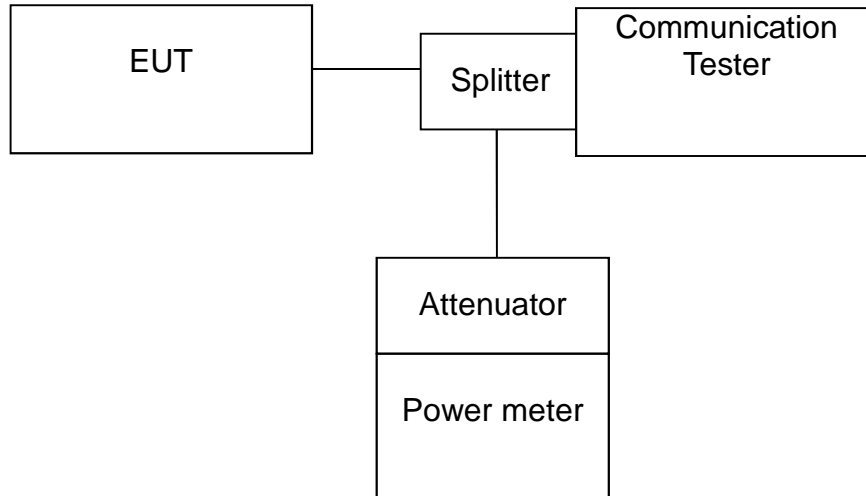 EUT
Splitter
Communication
Tester
Attenuator
Power meter